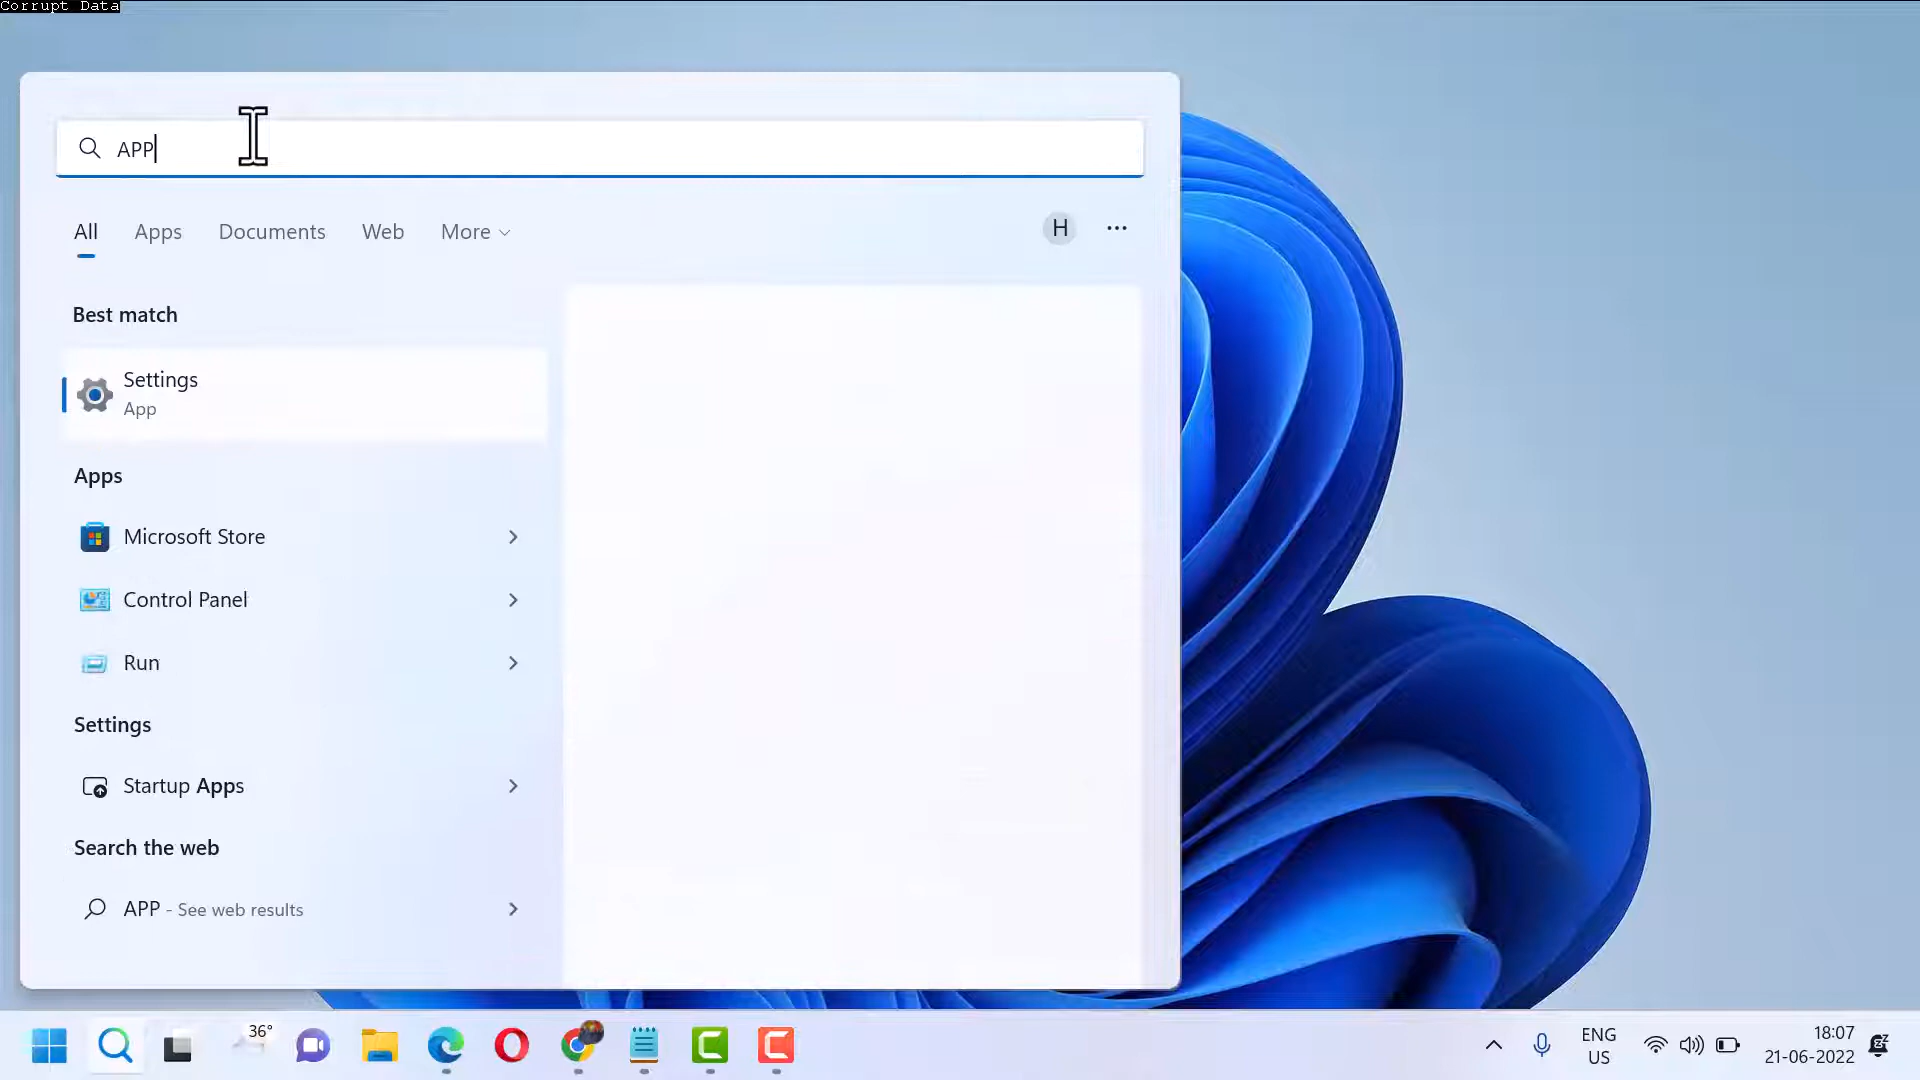 Corrupt Data
APP
All Apps Documents Web More
H
Best match
Settings
App
Apps
Microsoft Store
Control Panel
Run
Settings
Startup Apps
Search the web
APP - See web results
36°
ENG
US
18:07
21-06-2022